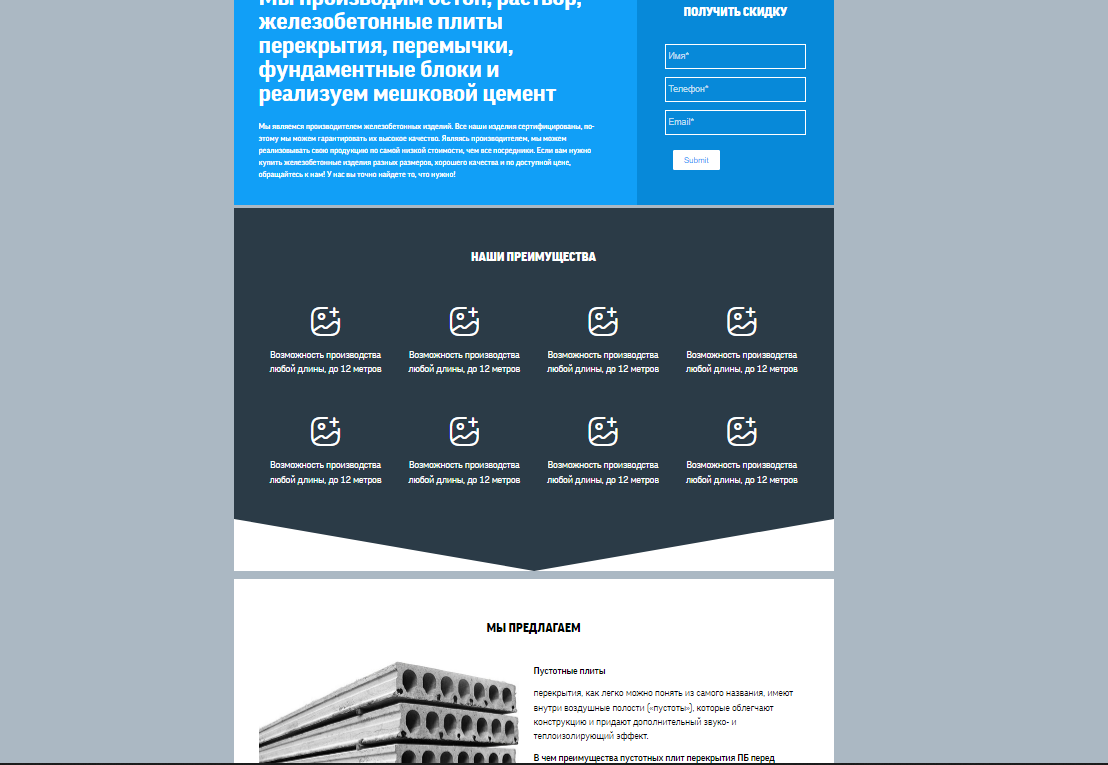 Мы производим бетон, раствор,
железобетонные плиты
перекрытия, перемычки,
фундаментные блоки и
реализуем мешковой цемент
Мы являемся производителем железобетонных изделий. Все наши изделия сертифицированы, по-
этому мы можем гарантировать их высокое качество. Являясь производителем, мы можем
реализовывать свою продукцию по самой низкой стоимости, чем все посредники. Если вам нужно
купить железобетонные изделия разных размеров, хорошего качества и по доступной цене,
обращайтесь к нам! У нас вы точно найдете то, что нужно!
ПОЛУЧИТЬ СКИДКУ
Имя*
Телефон*
Email*
Submit
НАШИ ПРЕИМУЩЕСТВА
Возможность производства
любой длины, до 12 метров
Возможность производства
любой длины, до 12 метров
Возможность производства
любой длины, до 12 метров
Возможность производства
любой длины, до 12 метров
Возможность производства
любой длины, до 12 метров
Возможность производства
любой длины, до 12 метров
Возможность производства
любой длины, до 12 метров
Возможность производства
любой длины, до 12 метров
МЫ ПРЕДЛАГАЕМ
Пустотные плиты
перекрытия, как легко можно понять из самого названия, имеют
внутри воздушные полости («пустоты»), которые облегчают
конструкцию и придают дополнительный звуко- и
теплоизолирующий эффект.
В чем преимущества пустотных плит перекрытия ПБ перед